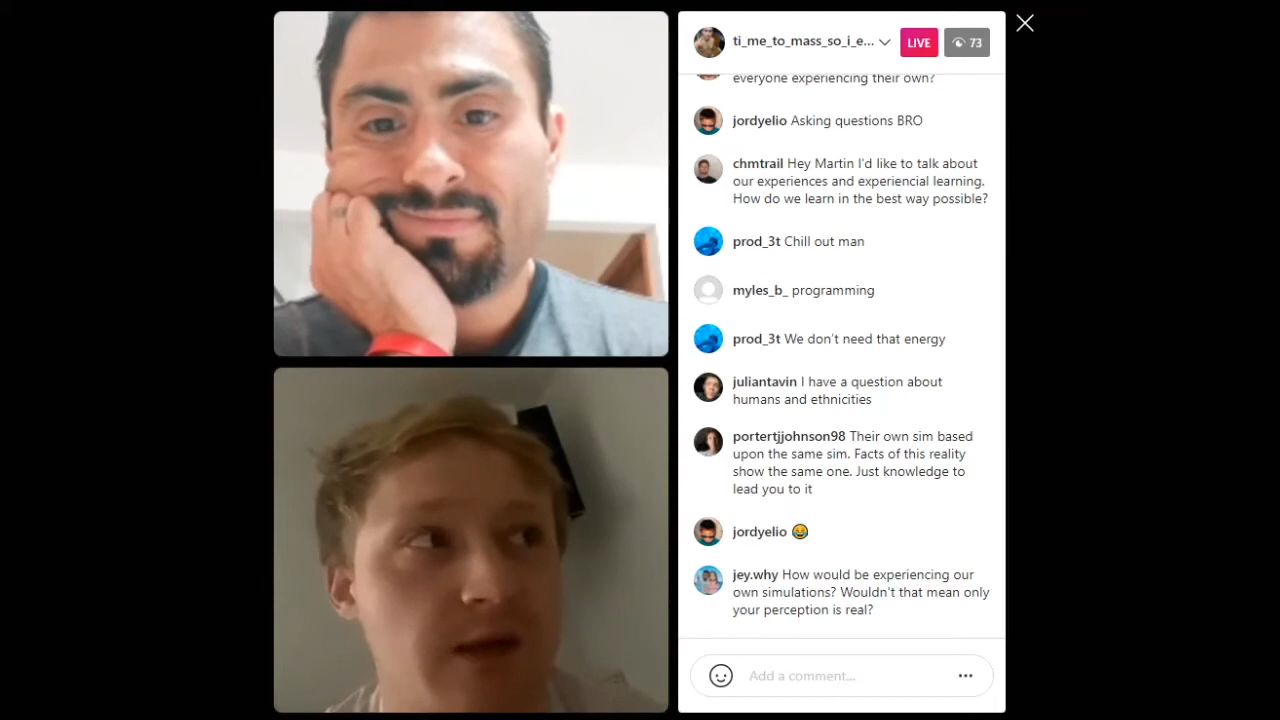 ti_me_to_mass_so_i_e...
LIVE
73
everyone experiencing their own?
jordyelio Asking questions BRO
chmtrail Hey Martin I'd like to talk about
our experiences and experiencial learning.
How do we learn in the best way possible?
prod_3t Chill out man
myles_b_ programming
prod_3t We don't need that energy
juliantavin I have a question about
humans and ethnicities
portertjjohnson98 Their own sim based
upon the same sim. Facts of this reality
show the same one. Just knowledge to
lead you to it
jordyelio 😂
jey.why How would be experiencing our
own simulations? Wouldn't that mean only
your perception is real?
Add a comment...